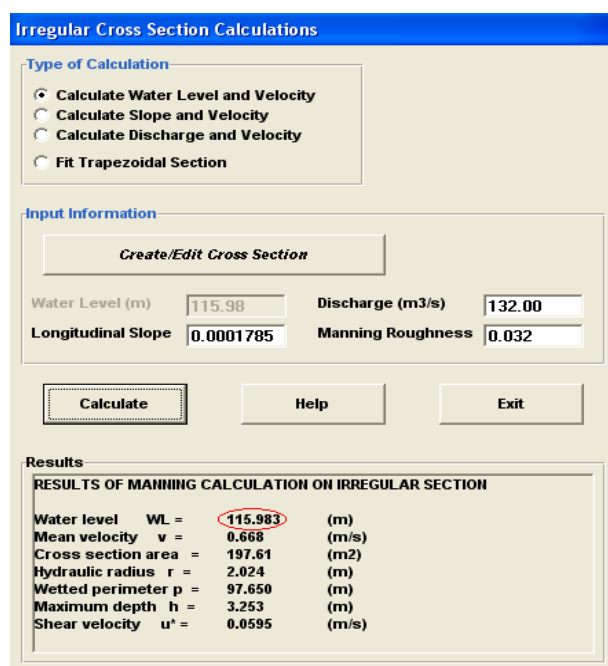 Irregular Cross Section Calculations
Type of Calculation
Calculate Water Level and Velocity
Calculate Slope and Velocity
Calculate Discharge and Velocity
Fit Trapezoidal Section
Input Information
Create/Edit Cross Section
Water Level (m) 115.98 Discharge (m3/s) 132.00
Longitudinal Slope 0.0001785 Manning Roughness 0.032
Calculate Help Exit
Results
RESULTS OF MANNING CALCULATION ON IRREGULAR SECTION
Water level WL = 115.983 (m)
Mean velocity v = 0.668 (m/s)
Cross section area = 197.61 (m2)
Hydraulic radius r = 2.024 (m)
Wetted perimeter p = 97.650 (m)
Maximum depth h = 3.253 (m)
Shear velocity u* = 0.0595 (m/s)